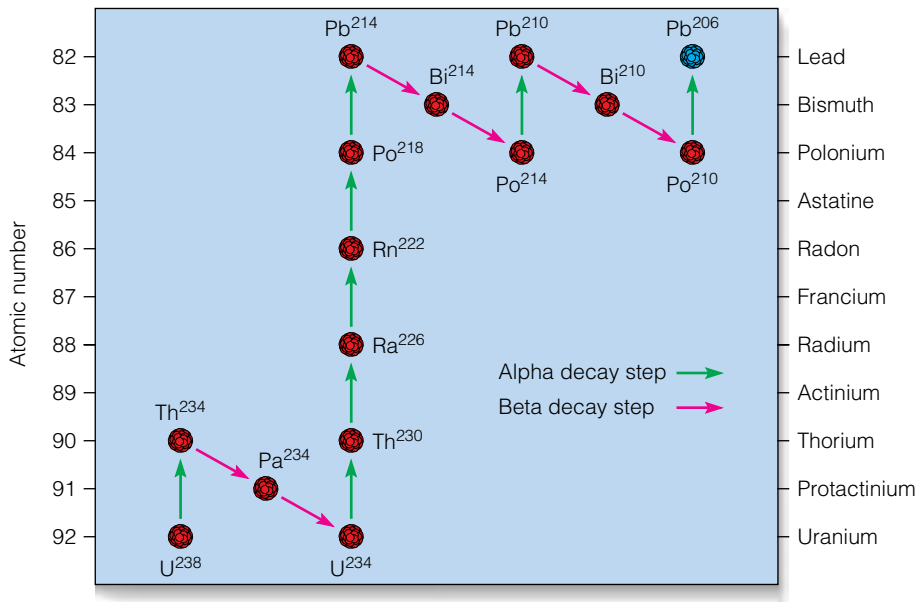 Pb²¹⁴ Pb²¹⁰ Pb²⁰⁶
82 Lead
Bi²¹⁴ Bi²¹⁰
83 Bismuth
84 Po²¹⁸ Polonium
Po²¹⁴ Po²¹⁰
85 Astatine
86 Rn²²² Radon
87 Francium
88 Ra²²⁶ Radium
Alpha decay step
89 Actinium
Beta decay step
Th²³⁴
90 Th²³⁰ Thorium
Pa²³⁴
91 Protactinium
92 Uranium
U²³⁸ U²³⁴
Atomic number